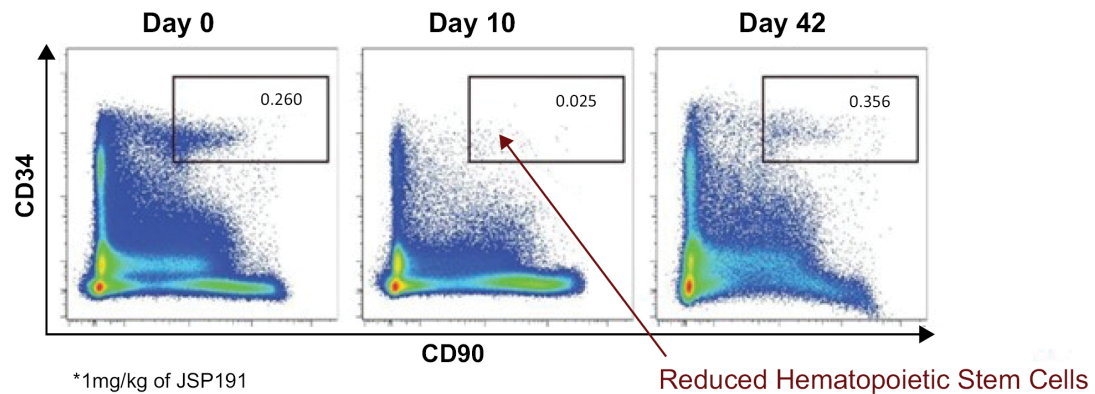 Day 0
Day 10
Day 42
0.260
0.025
0.356
CD34
CD90
*1mg/kg of JSP191
Reduced Hematopoietic Stem Cells